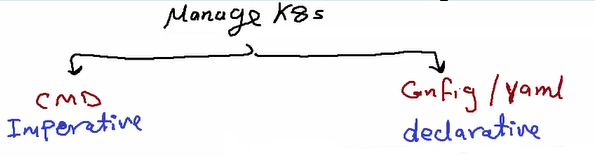 Manage K8s
CMD
Imperative
Config / Yaml
declarative